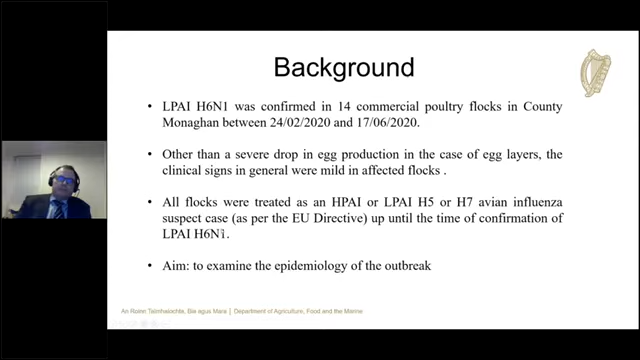 Background
• LPAI H6N1 was confirmed in 14 commercial poultry flocks in County
Monaghan between 24/02/2020 and 17/06/2020.
• Other than a severe drop in egg production in the case of egg layers, the
clinical signs in general were mild in affected flocks .
• All flocks were treated as an HPAI or LPAI H5 or H7 avian influenza
suspect case (as per the EU Directive) up until the time of confirmation of
LPAI H6N1.
• Aim: to examine the epidemiology of the outbreak
An Roinn Talmhaíochta, Bia agus Mara | Department of Agriculture, Food and the Marine